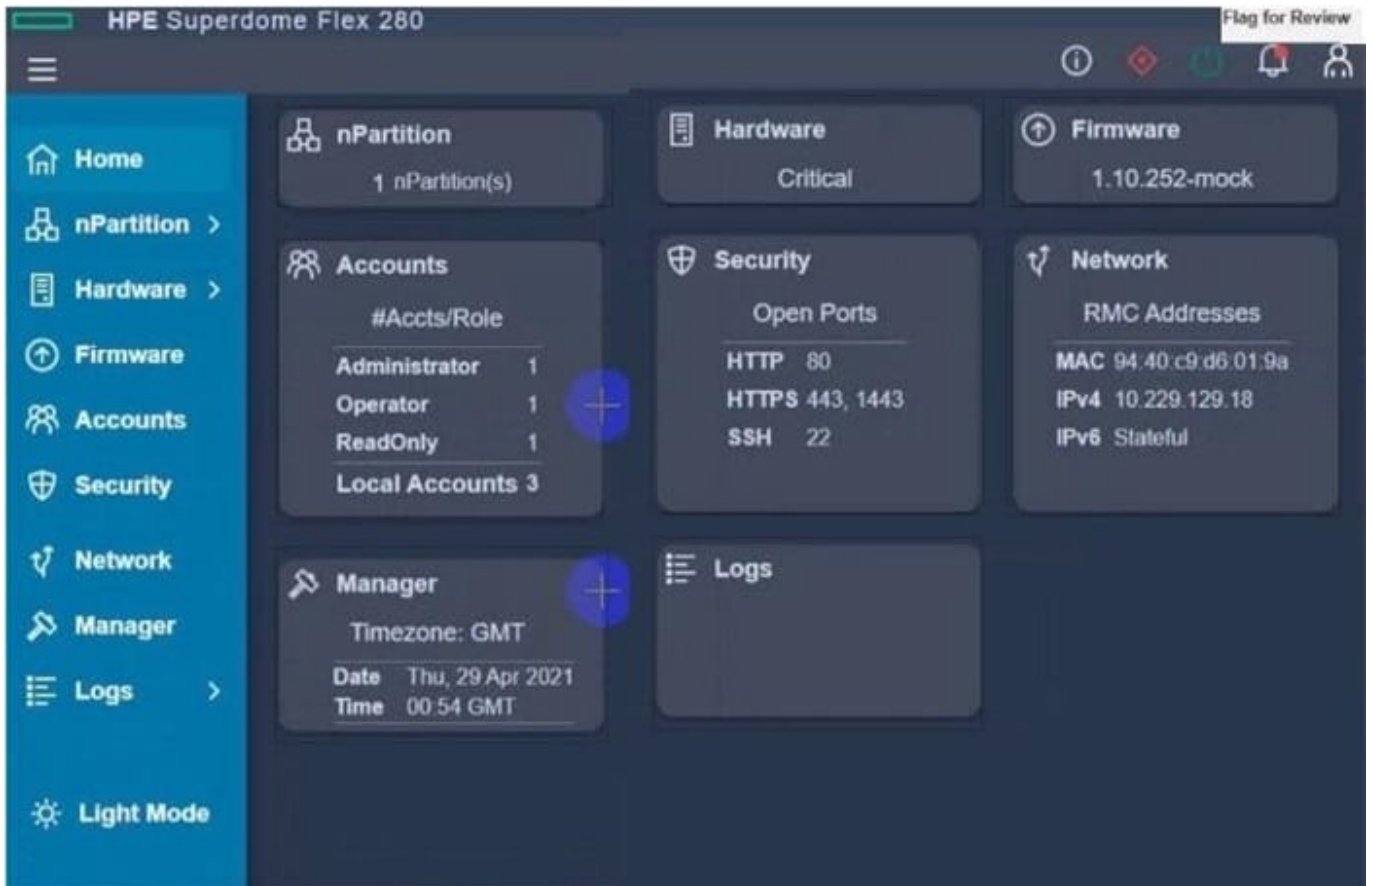 HPE Superdome Flex 280
Flag for Review
Home
nPartition
Hardware
Firmware
Accounts
Security
Network
Manager
Logs
Light Mode
nPartition
1 nPartition(s)
Hardware
Critical
Firmware
1.10.252-mock
Accounts
#Accts/Role
Administrator 1
Operator 1
ReadOnly 1
Local Accounts 3
Security
Open Ports
HTTP 80
HTTPS 443, 1443
SSH 22
Network
RMC Addresses
MAC 94:40:c9:d6:01:9a
IPv4 10.229.129.18
IPv6 Stateful
Manager
Timezone: GMT
Date Thu, 29 Apr 2021
Time 00:54 GMT
Logs